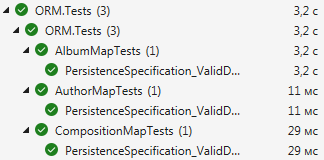 ORM.Tests (3) 3,2 с
ORM.Tests (3) 3,2 с
AlbumMapTests (1) 3,2 с
PersistenceSpecification_ValidD... 3,2 с
AuthorMapTests (1) 11 мс
PersistenceSpecification_ValidD... 11 мс
CompositionMapTests (1) 29 мс
PersistenceSpecification_ValidD... 29 мс